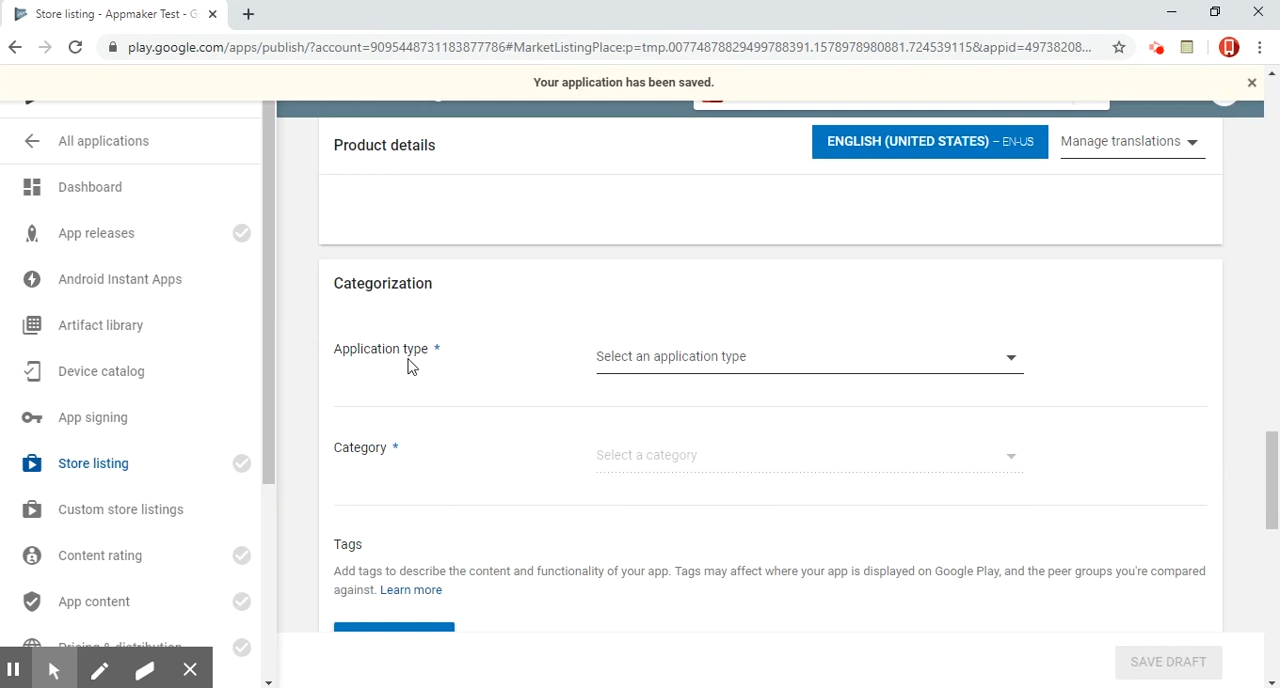 Store listing - Appmaker Test - G
play.google.com/apps/publish/?account=9095448731183877786#MarketListingPlace:p=tmp.00774878829499788391.1578978980881.724539115&appid=49738208...
Your application has been saved.
All applications
Dashboard
App releases
Android Instant Apps
Artifact library
Device catalog
App signing
Store listing
Custom store listings
Content rating
App content
Pricing & distribution
Product details
ENGLISH (UNITED STATES) – EN-US
Manage translations
Categorization
Application type *
Select an application type
Category *
Select a category
Tags
Add tags to describe the content and functionality of your app. Tags may affect where your app is displayed on Google Play, and the peer groups you're compared
against. Learn more
SAVE DRAFT